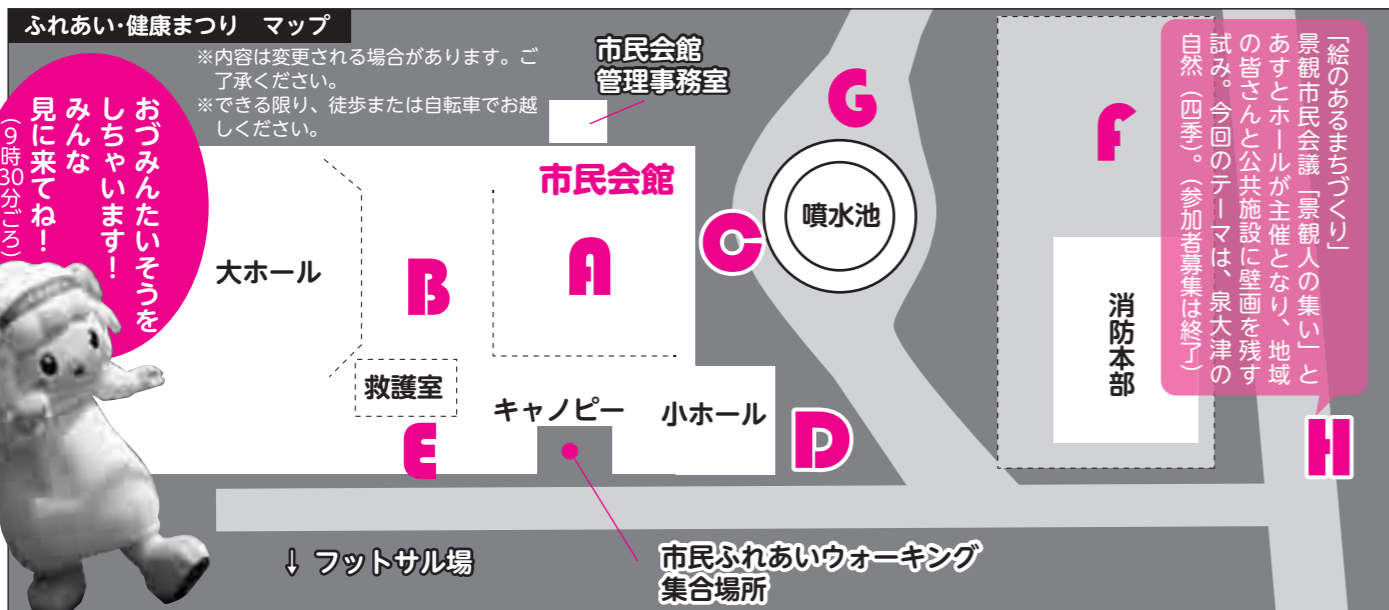 ふれあい・健康まつり　マップ
※内容は変更される場合があります。ご
了承ください。
※できる限り、徒歩または自転車でお越
しください。
おづみんたいそうを
しちゃいます！
みんな
見に来てね！
（9時30分ごろ）
市民会館
管理事務室
市民会館
大ホール
A
B
C
噴水池
G
F
「絵のあるまちづくり」
景観市民会議「景観人の集い」と
あすとホールが主催となり、地域
の皆さんと公共施設に壁画を残す
試み。今回のテーマは、泉大津の
自然（四季）。（参加者募集は終了）
消防本部
救護室
キャノピー
小ホール
D
E
H
↓ フットサル場
市民ふれあいウォーキング
集合場所